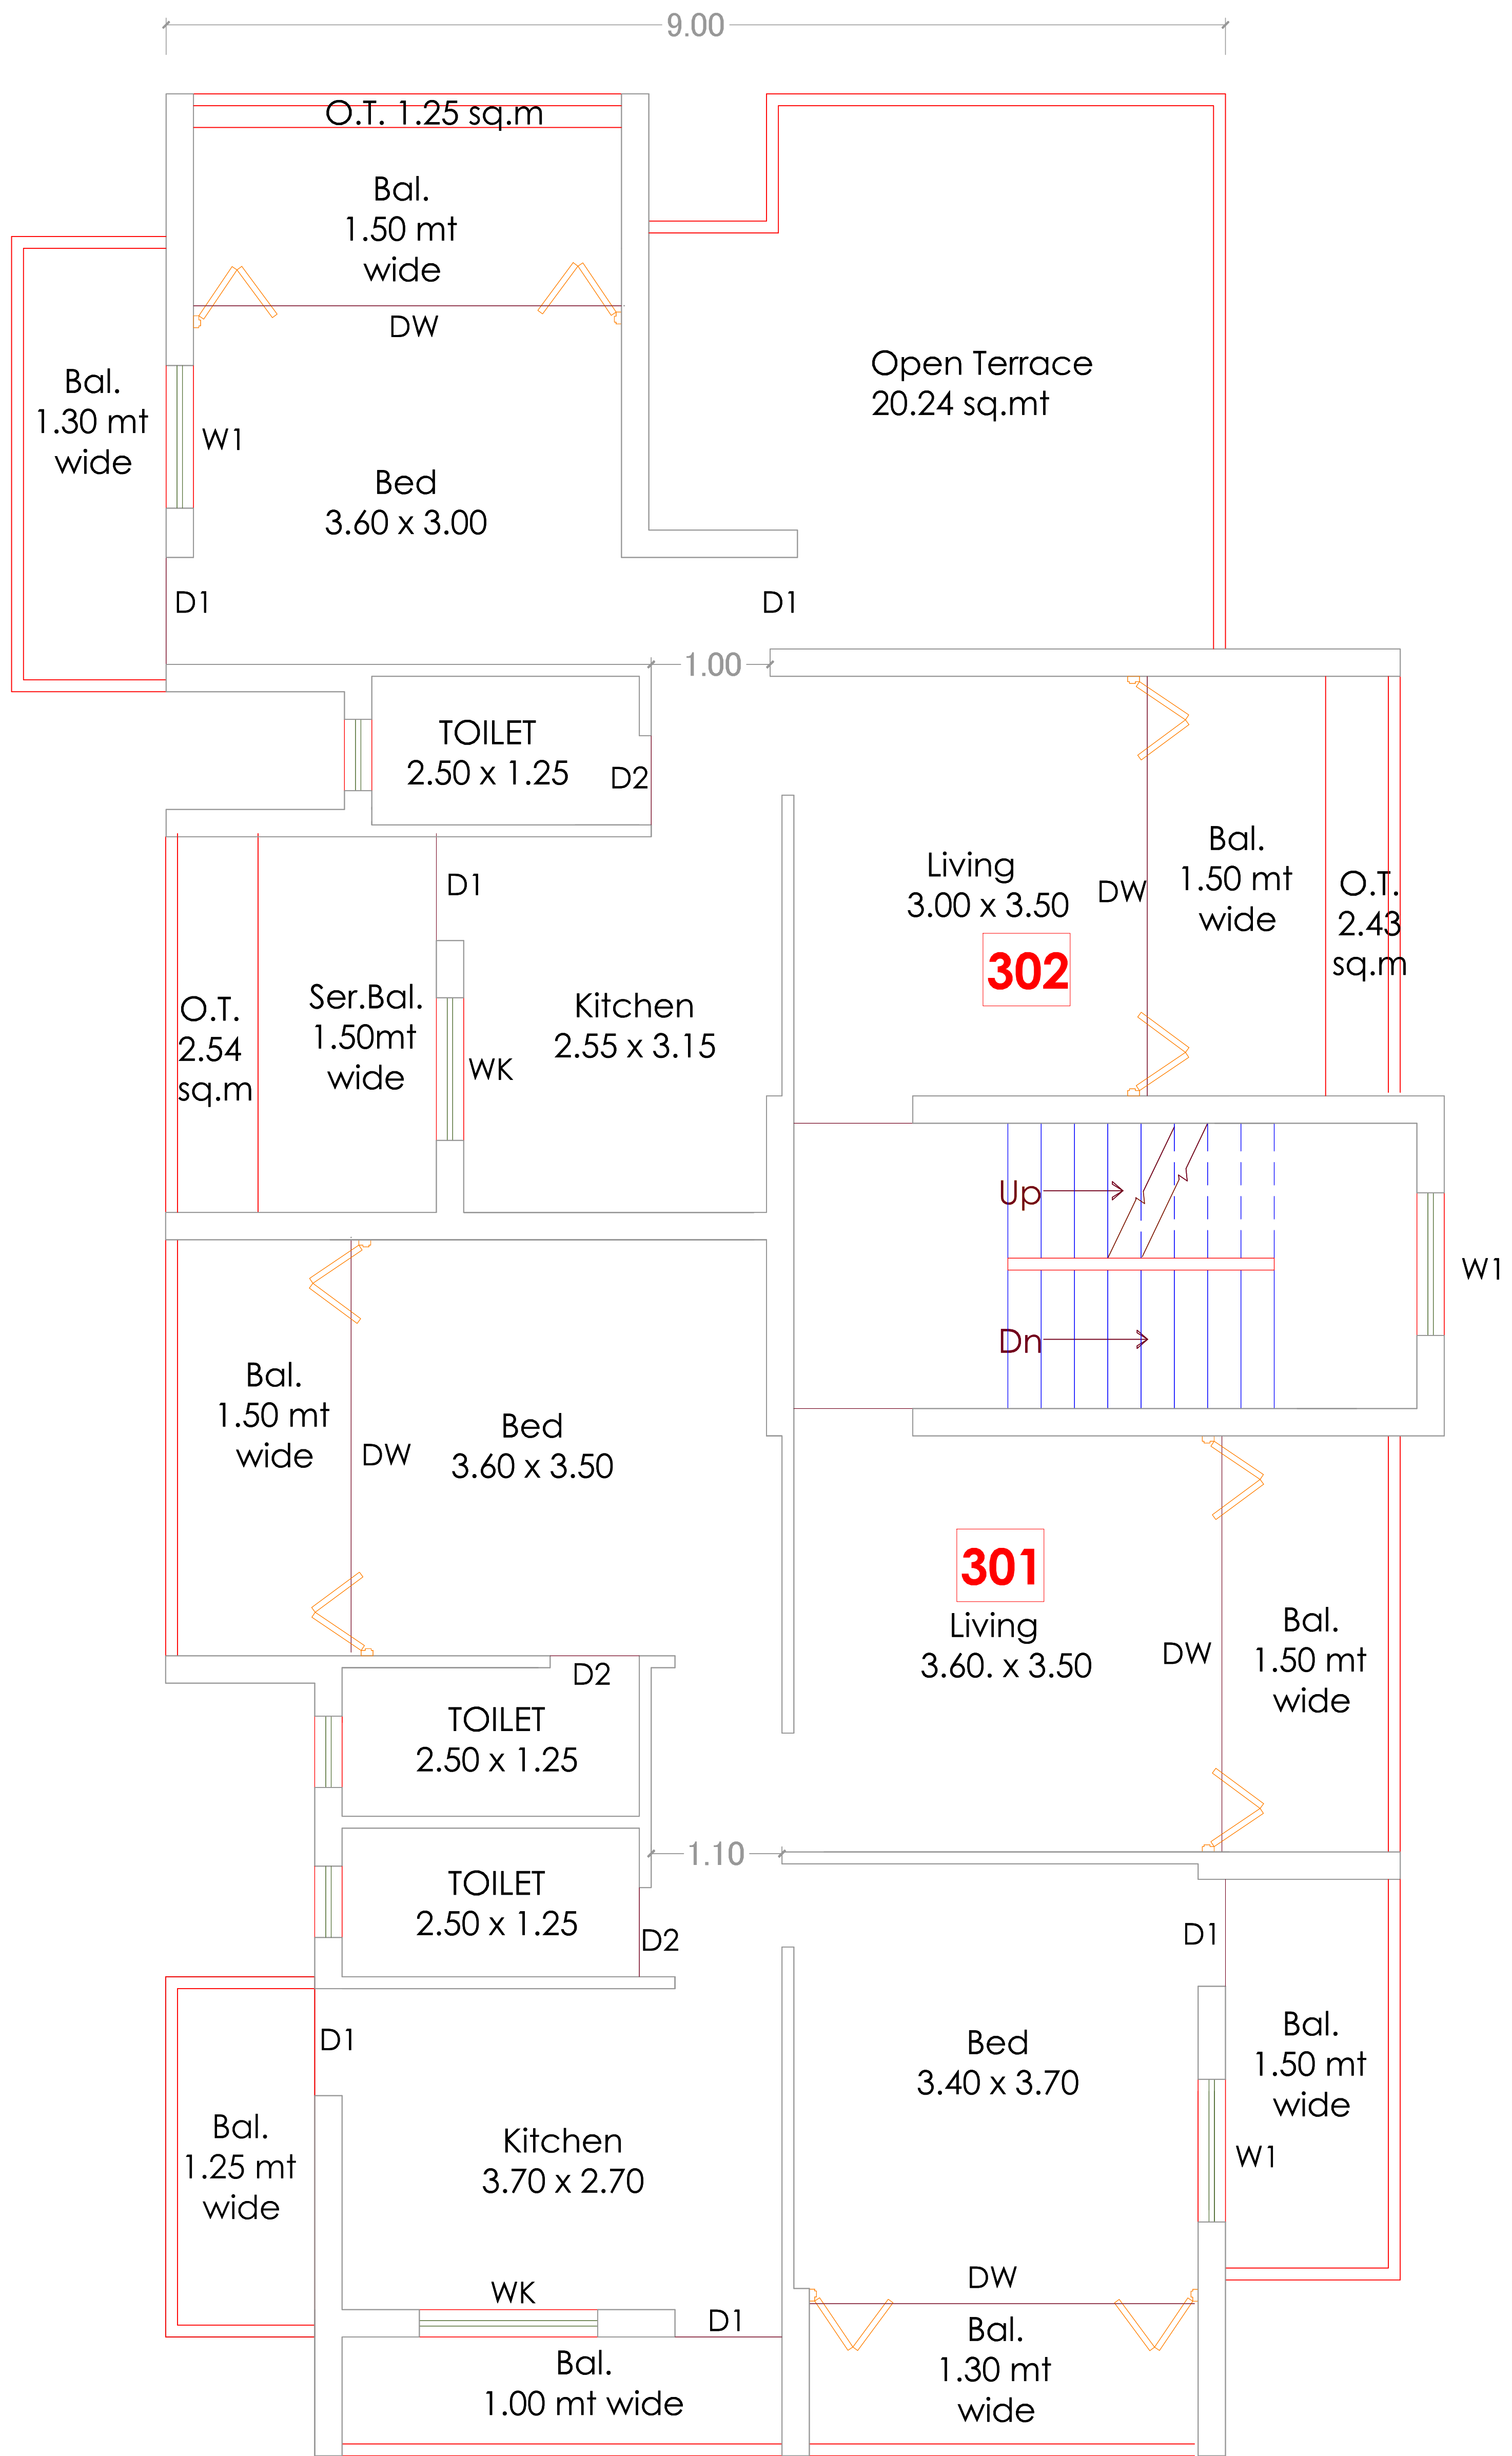 9.00
O.T. 1.25 sq.m
Bal.
1.50 mt
wide
DW
Bal.
1.30 mt
wide
W1
Bed
3.60 x 3.00
Open Terrace
20.24 sq.mt
D1
D1
1.00
TOILET
2.50 x 1.25
D2
Living
3.00 x 3.50
302
DW
Bal.
1.50 mt
wide
O.T.
2.43
sq.m
D1
O.T.
2.54
sq.m
Ser.Bal.
1.50mt
wide
WK
Kitchen
2.55 x 3.15
Up
Dn
W1
Bal.
1.50 mt
wide
DW
Bed
3.60 x 3.50
301
Living
3.60. x 3.50
DW
Bal.
1.50 mt
wide
D2
TOILET
2.50 x 1.25
1.10
TOILET
2.50 x 1.25
D2
D1
D1
Bed
3.40 x 3.70
Bal.
1.50 mt
wide
W1
Bal.
1.25 mt
wide
Kitchen
3.70 x 2.70
WK
D1
DW
Bal.
1.00 mt wide
Bal.
1.30 mt
wide